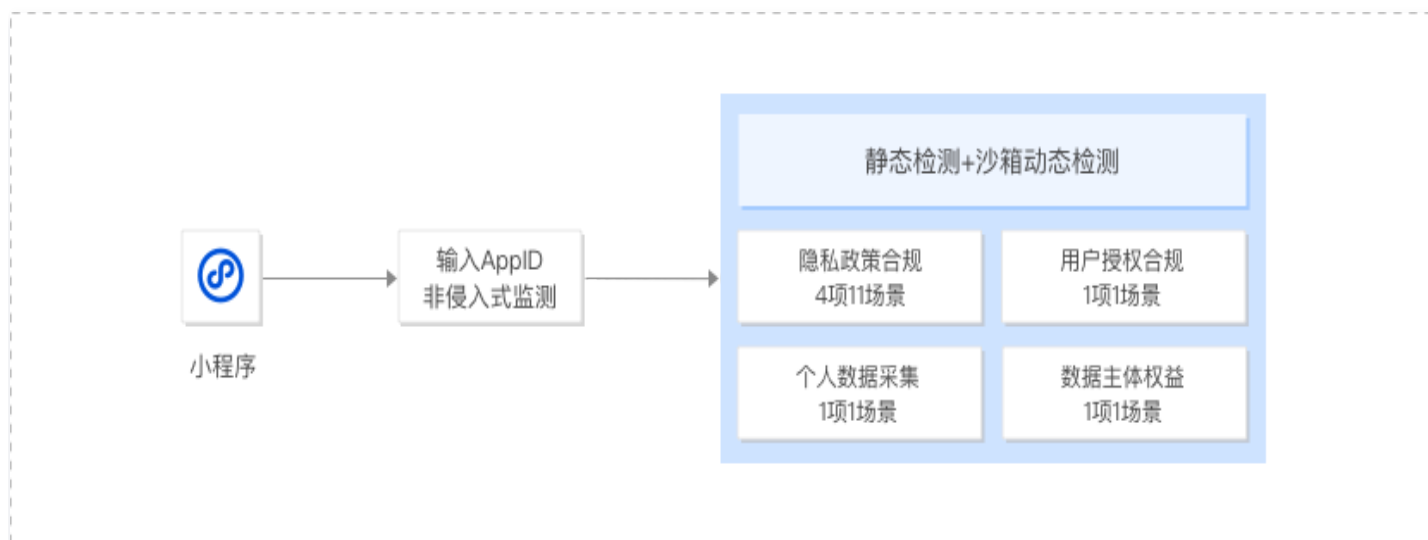 静态检测+沙箱动态检测
输入AppID
非侵入式监测
小程序
隐私政策合规
4项11场景
用户授权合规
1项1场景
个人数据采集
1项1场景
数据主体权益
1项1场景